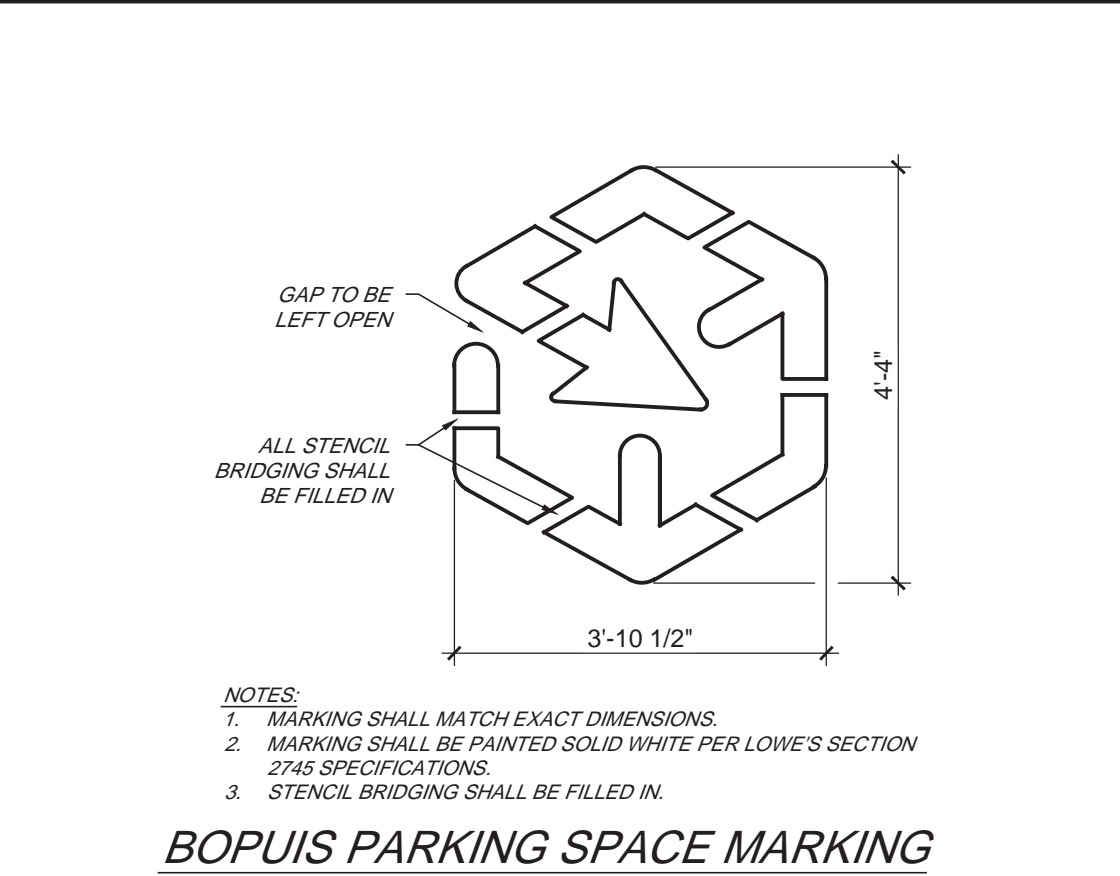 GAP TO BE
LEFT OPEN
4'-4"
ALL STENCIL
BRIDGING SHALL
BE FILLED IN
3'-10 1/2"
NOTES:
1. MARKING SHALL MATCH EXACT DIMENSIONS.
2. MARKING SHALL BE PAINTED SOLID WHITE PER LOWE'S SECTION
2745 SPECIFICATIONS.
3. STENCIL BRIDGING SHALL BE FILLED IN.
BOPUIS PARKING SPACE MARKING